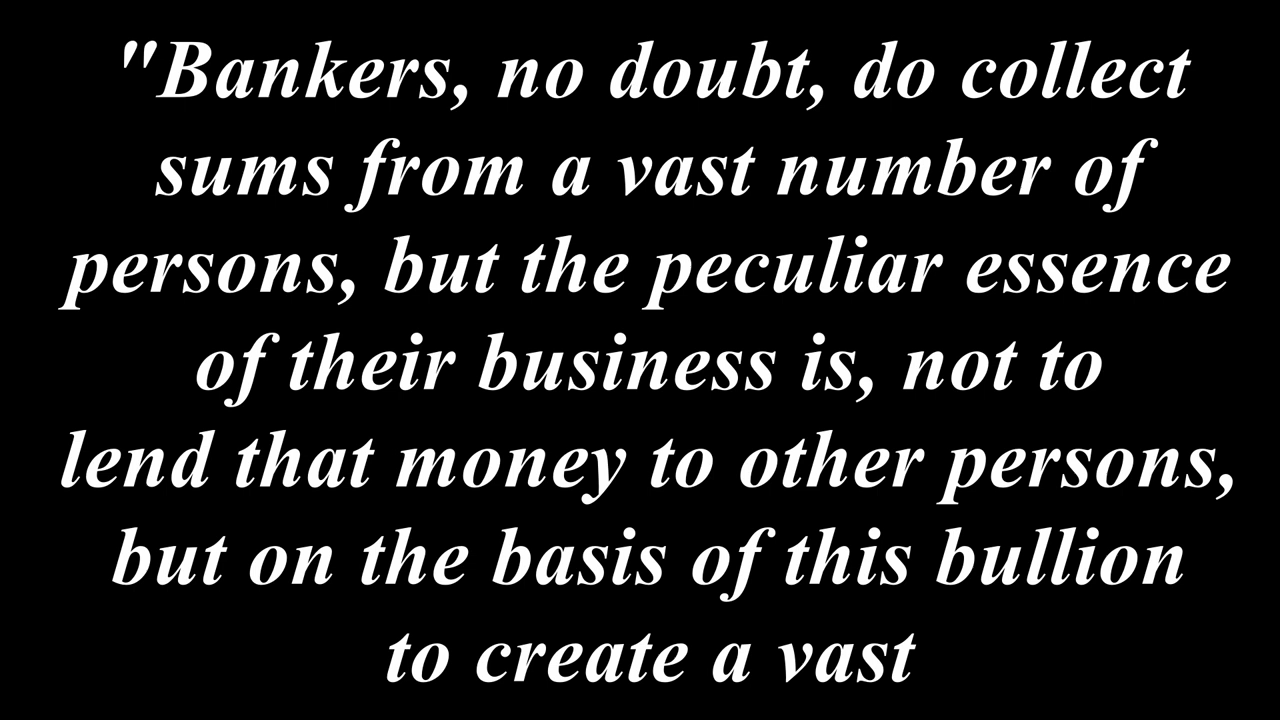 "Bankers, no doubt, do collect
sums from a vast number of
persons, but the peculiar essence
of their business is, not to
lend that money to other persons,
but on the basis of this bullion
to create a vast